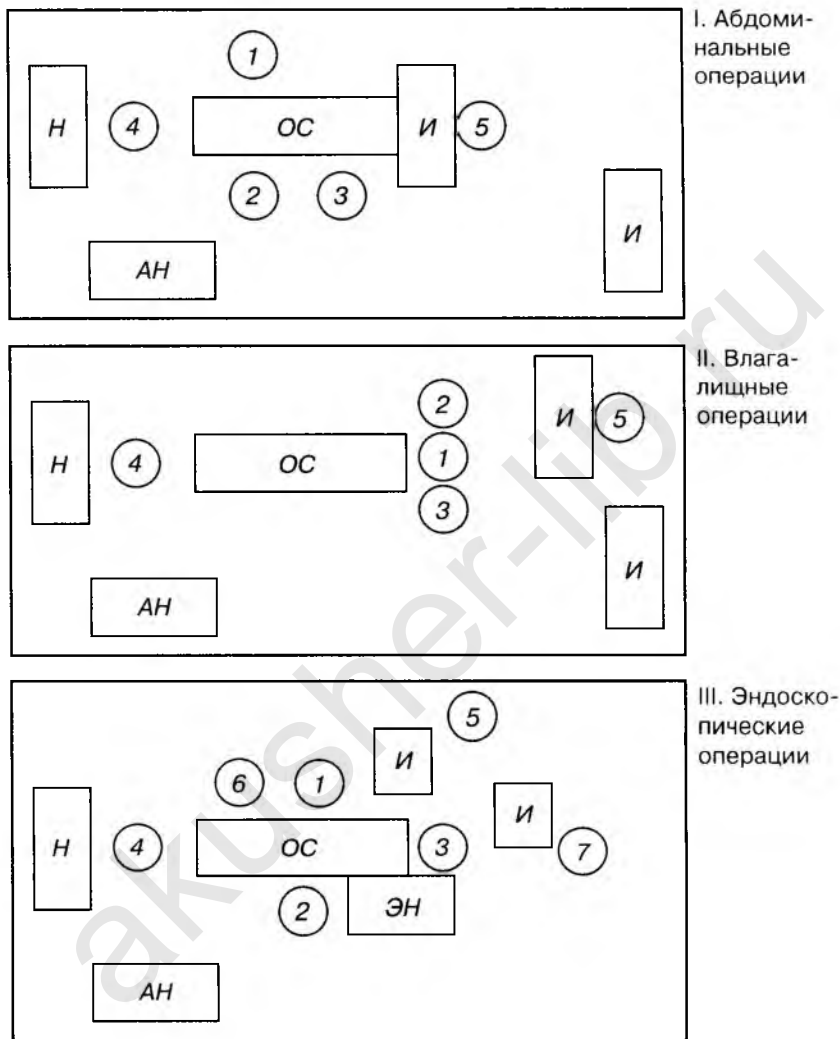 I. Абдоми-
нальные
операции
1
Н
4
ОС
И
5
2
3
И
АН
II. Влага-
лищные
операции
2
И
5
Н
4
ОС
1
3
И
АН
III. Эндоско-
пические
операции
5
И
6
1
И
Н
4
ОС
3
7
2
ЭН
АН
akusher-lib.ru